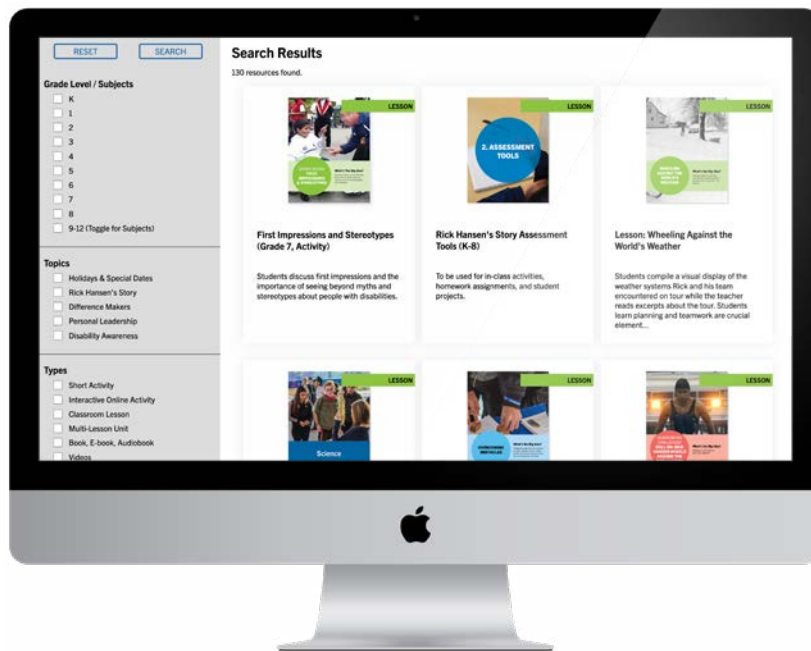 RESET
SEARCH
Grade Level / Subjects
K
1
2
3
4
5
6
7
8
9-12 (Toggle for Subjects)
Topics
Holidays & Special Dates
Rick Hansen's Story
Difference Makers
Personal Leadership
Disability Awareness
Types
Short Activity
Interactive Online Activity
Classroom Lesson
Multi-Lesson Unit
Book, E-book, Audiobook
Videos
Search Results
130 resources found.
LESSON
First Impressions and Stereotypes
(Grade 7, Activity)
Students discuss first impressions and the
importance of seeing beyond myths and
stereotypes about people with disabilities.
LESSON
2. ASSESSMENT
TOOLS
Rick Hansen's Story Assessment
Tools (K-8)
To be used for in-class activities,
homework assignments, and student
projects.
LESSON
WHEELING
AGAINST THE
WORLD'S
WEATHER
Lesson: Wheeling Against the
World's Weather
Students compile a visual display of the
weather systems Rick and his team
encountered on tour while the teacher
reads excerpts about the tour. Students
learn planning and teamwork are crucial
element...
LESSON
Science
LESSON
OVERCOMING
OBSTACLES
LESSON